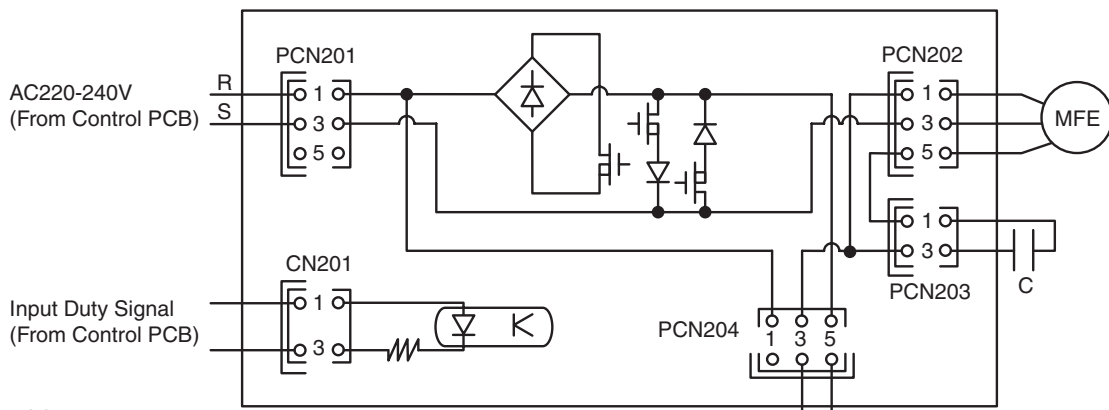 PCN201
PCN202
AC220-240V
(From Control PCB)
R
S
1
3
5
1
3
5
MFE
1
3
PCN203
C
CN201
Input Duty Signal
(From Control PCB)
1
3
PCN204
1
3
5